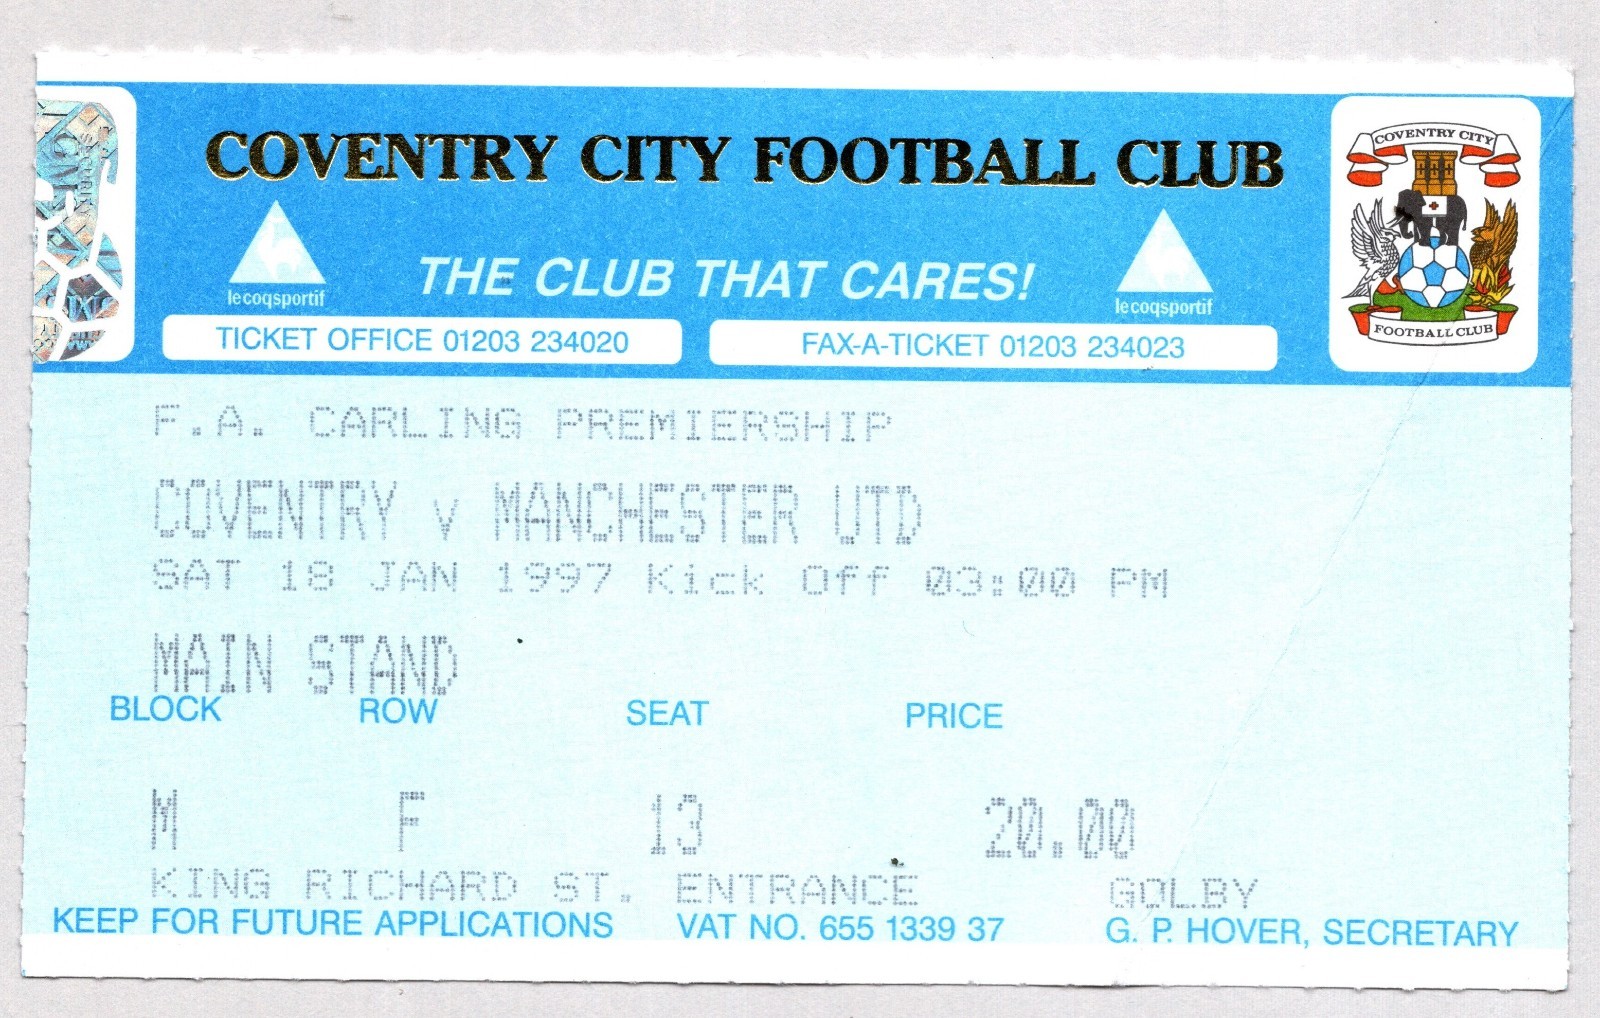 COVENTRY CITY FOOTBALL CLUB
COVENTRY CITY
FOOTBALL CLUB
THE CLUB THAT CARES!
lecoqsportif
lecoqsportif
TICKET OFFICE 01203 234020
FAX-A-TICKET 01203 234023
F.A. CARLING PREMIERSHIP
COVENTRY v MANCHESTER UTD
SAT 18 JAN 1997 Kick Off 03:00 PM
MAIN STAND
BLOCK ROW SEAT PRICE
M F 13 20.00
KING RICHARD ST. ENTRANCE GOLBY
KEEP FOR FUTURE APPLICATIONS VAT NO. 655 1339 37 G. P. HOVER, SECRETARY